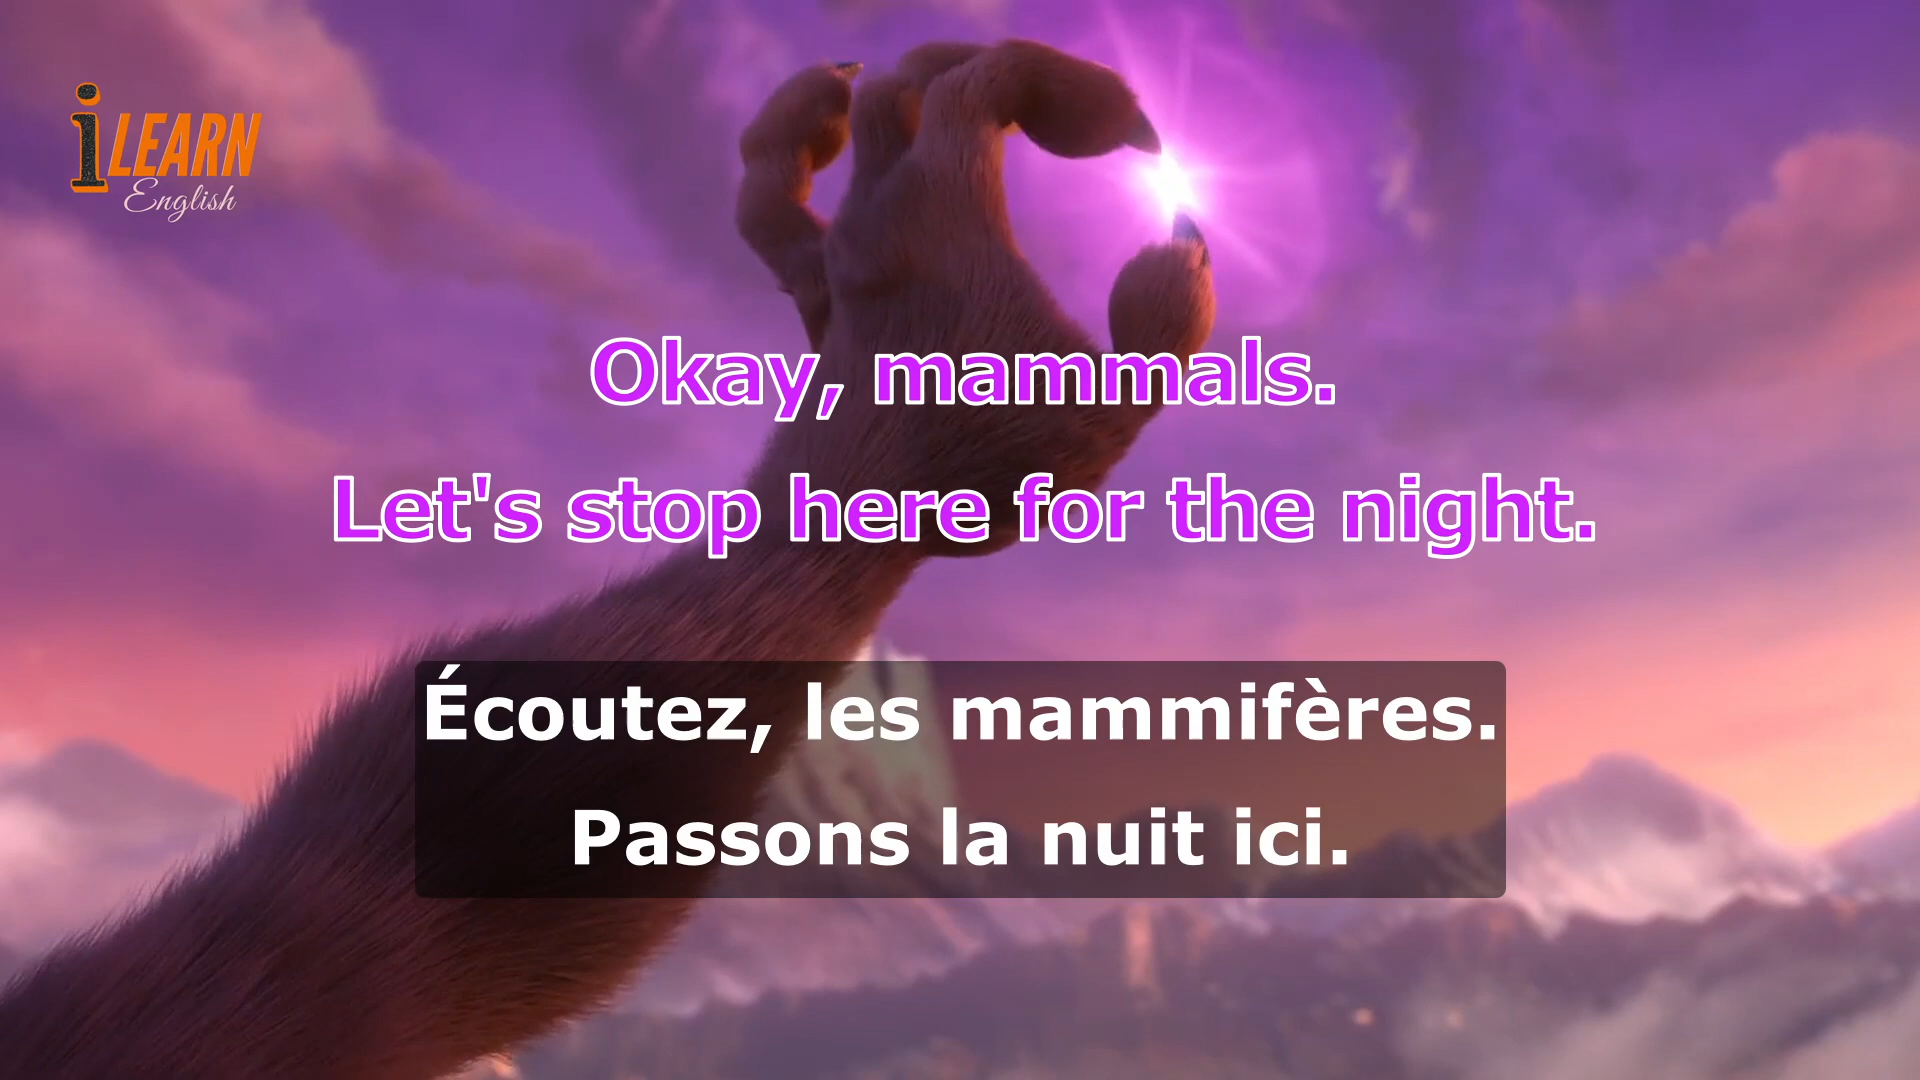 iLEARN
English
Okay, mammals.
Let's stop here for the night.
Écoutez, les mammifères.
Passons la nuit ici.